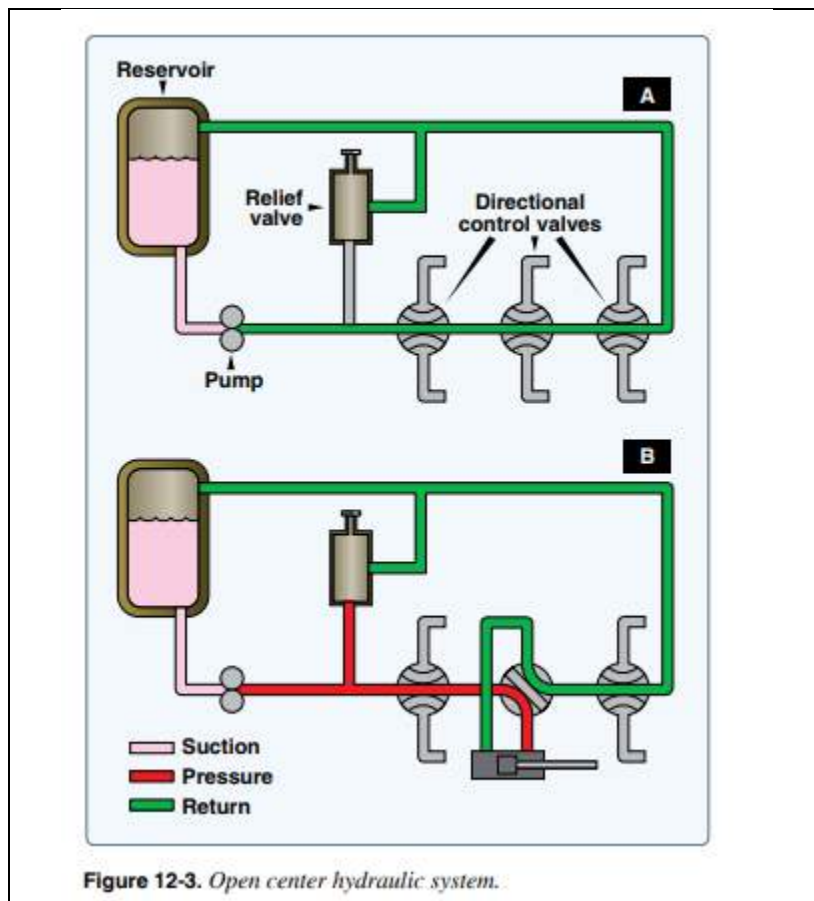 Reservoir
A
Relief
valve
Directional
control valves
Pump
B
Suction
Pressure
Return
Figure 12-3. Open center hydraulic system.